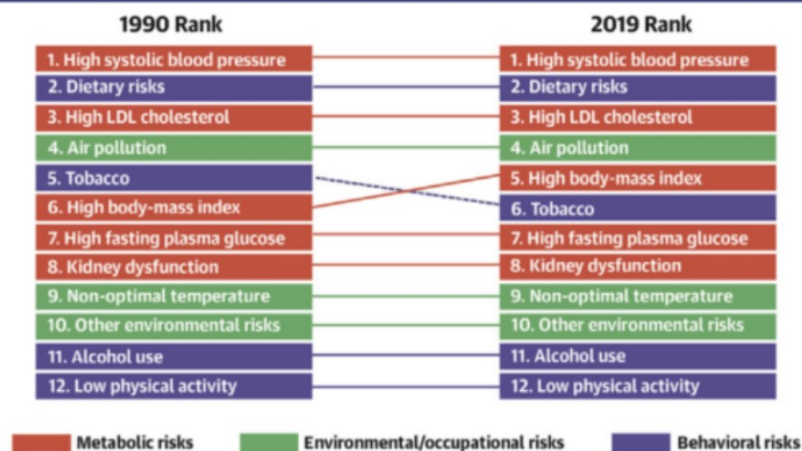 1990 Rank
2019 Rank
1. High systolic blood pressure
1. High systolic blood pressure
2. Dietary risks
2. Dietary risks
3. High LDL cholesterol
3. High LDL cholesterol
4. Air pollution
4. Air pollution
5. Tobacco
5. High body-mass index
6. High body-mass index
6. Tobacco
7. High fasting plasma glucose
7. High fasting plasma glucose
8. Kidney dysfunction
8. Kidney dysfunction
9. Non-optimal temperature
9. Non-optimal temperature
10. Other environmental risks
10. Other environmental risks
11. Alcohol use
11. Alcohol use
12. Low physical activity
12. Low physical activity
Metabolic risks
Environmental/occupational risks
Behavioral risks